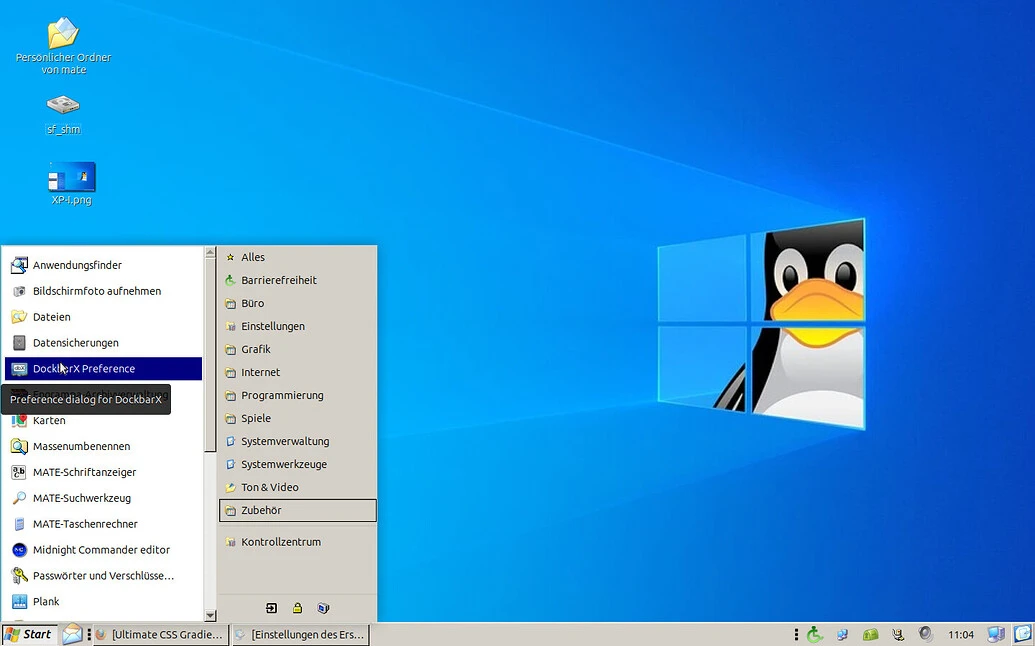 Persönlicher Ordner
von mate
sf_shm
XP-I.png
Anwendungsfinder
Bildschirmfoto aufnehmen
Dateien
Datensicherungen
DockbarX Preference
Preference dialog for DockbarX
Karten
Massenumbenennen
MATE-Schriftanzeiger
MATE-Suchwerkzeug
MATE-Taschenrechner
Midnight Commander editor
Passwörter und Verschlüsse...
Plank
Alles
Barrierefreiheit
Büro
Einstellungen
Grafik
Internet
Programmierung
Spiele
Systemverwaltung
Systemwerkzeuge
Ton & Video
Zubehör
Kontrollzentrum
Start
[Ultimate CSS Gradie...
[Einstellungen des Ers...
11:04